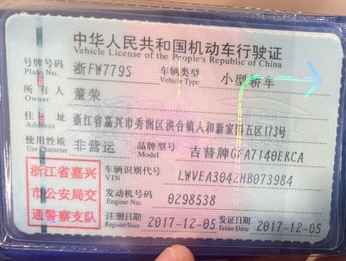 中华人民共和国机动车行驶证
Vehicle License of the People's Republic of China
号牌号码 Plate No. 浙FW779S 车辆类型 Vehicle Type 小型轿车
所有人 Owner 董荣
住址 Address 浙江省嘉兴市秀洲区洪合镇人和新家园五区173号
使用性质 Use Character 非营运 品牌型号 Model 吉普牌GFA7140EKCA
浙江省嘉兴市公安局交通警察支队
车辆识别代号 VIN LWVEA3042HB073984
发动机号码 Engine No. 0298538
注册日期 Register Date 2017-12-05 发证日期 Issue Date 2017-12-05